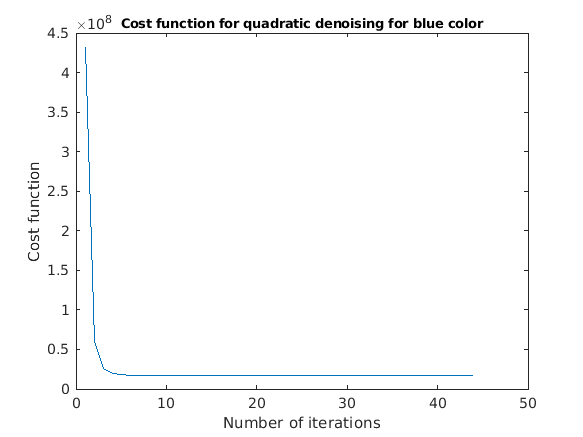 ×10⁸ Cost function for quadratic denoising for blue color
4.5
4
3.5
3
2.5
2
1.5
1
0.5
0
Cost function
0 10 20 30 40 50
Number of iterations